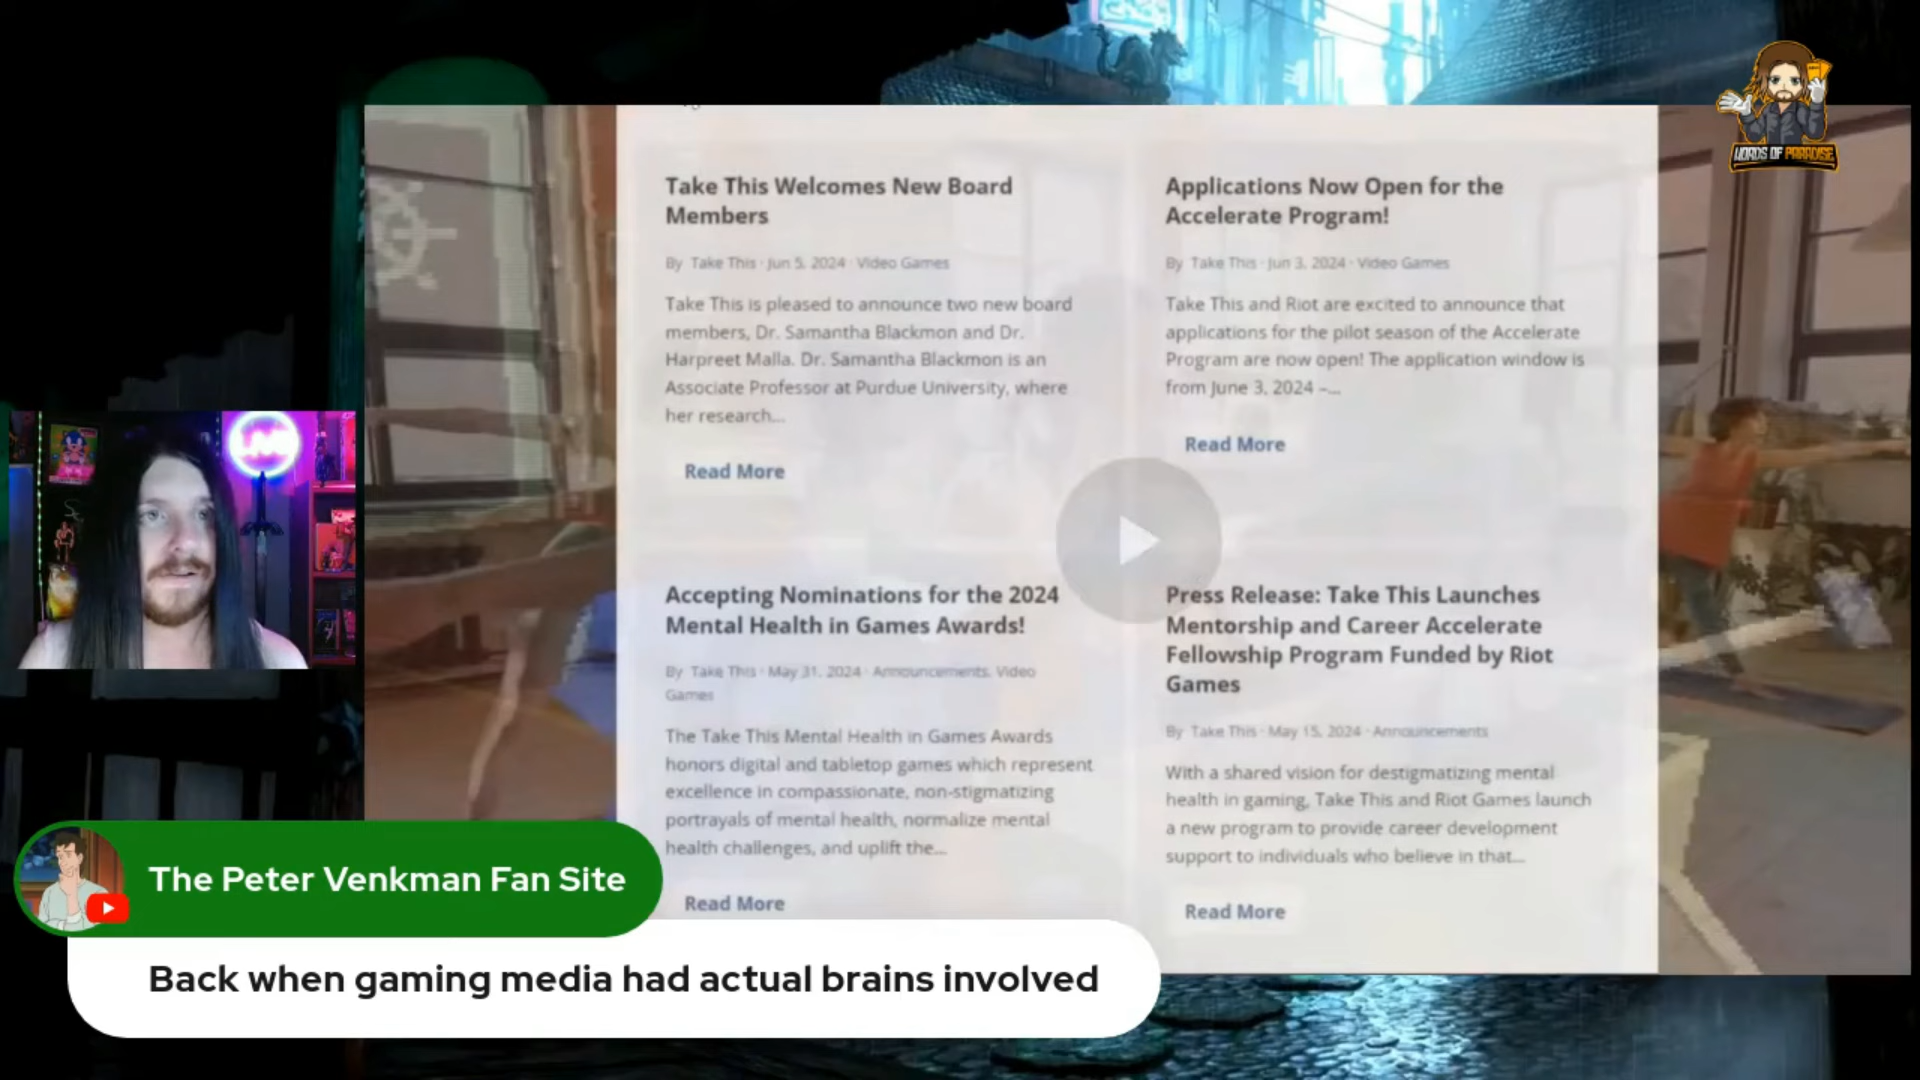 WORDS OF PARADISE
Take This Welcomes New Board
Members
By Take This · Jun 5, 2024 · Video Games
Take This is pleased to announce two new board
members, Dr. Samantha Blackmon and Dr.
Harpreet Malla. Dr. Samantha Blackmon is an
Associate Professor at Purdue University, where
her research...
Read More
Applications Now Open for the
Accelerate Program!
By Take This · Jun 3, 2024 · Video Games
Take This and Riot are excited to announce that
applications for the pilot season of the Accelerate
Program are now open! The application window is
from June 3, 2024 –...
Read More
Accepting Nominations for the 2024
Mental Health in Games Awards!
By Take This · May 31, 2024 · Announcements, Video
Games
The Take This Mental Health in Games Awards
honors digital and tabletop games which represent
excellence in compassionate, non-stigmatizing
portrayals of mental health, normalize mental
health challenges, and uplift the...
Read More
Press Release: Take This Launches
Mentorship and Career Accelerate
Fellowship Program Funded by Riot
Games
By Take This · May 15, 2024 · Announcements
With a shared vision for destigmatizing mental
health in gaming, Take This and Riot Games launch
a new program to provide career development
support to individuals who believe in that...
Read More
LIVE
The Peter Venkman Fan Site
Back when gaming media had actual brains involved